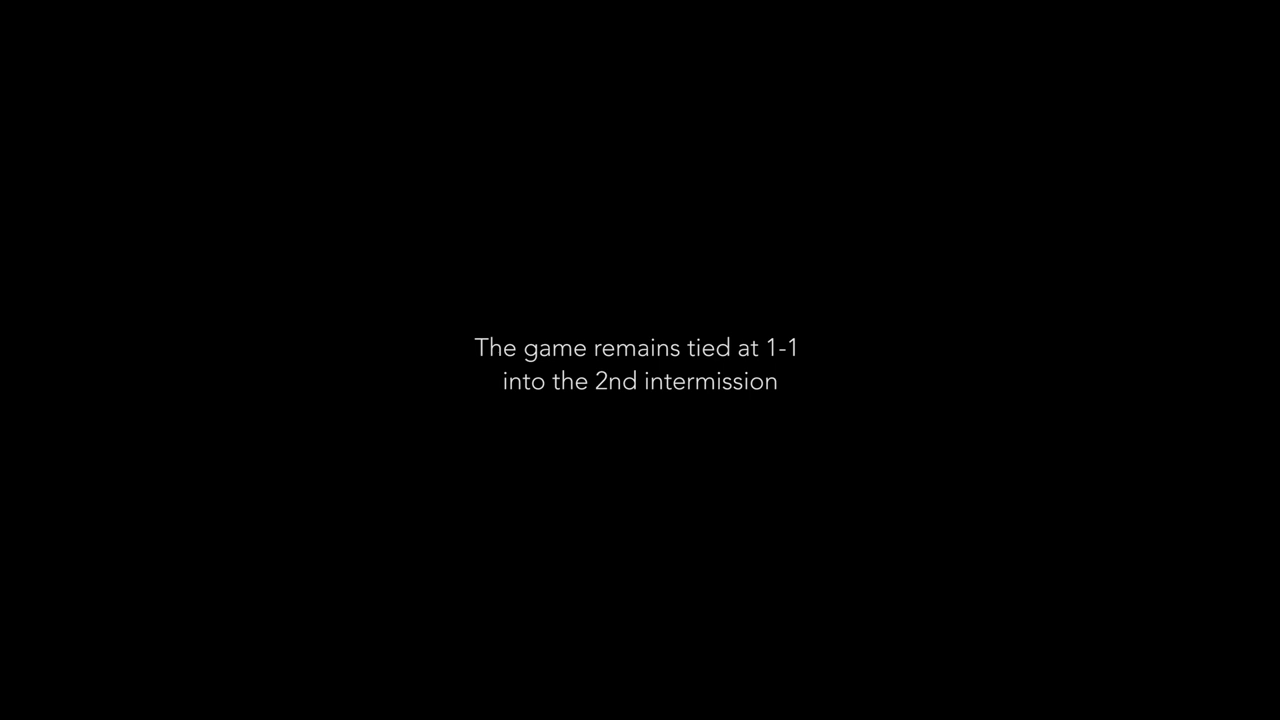 The game remains tied at 1-1
into the 2nd intermission